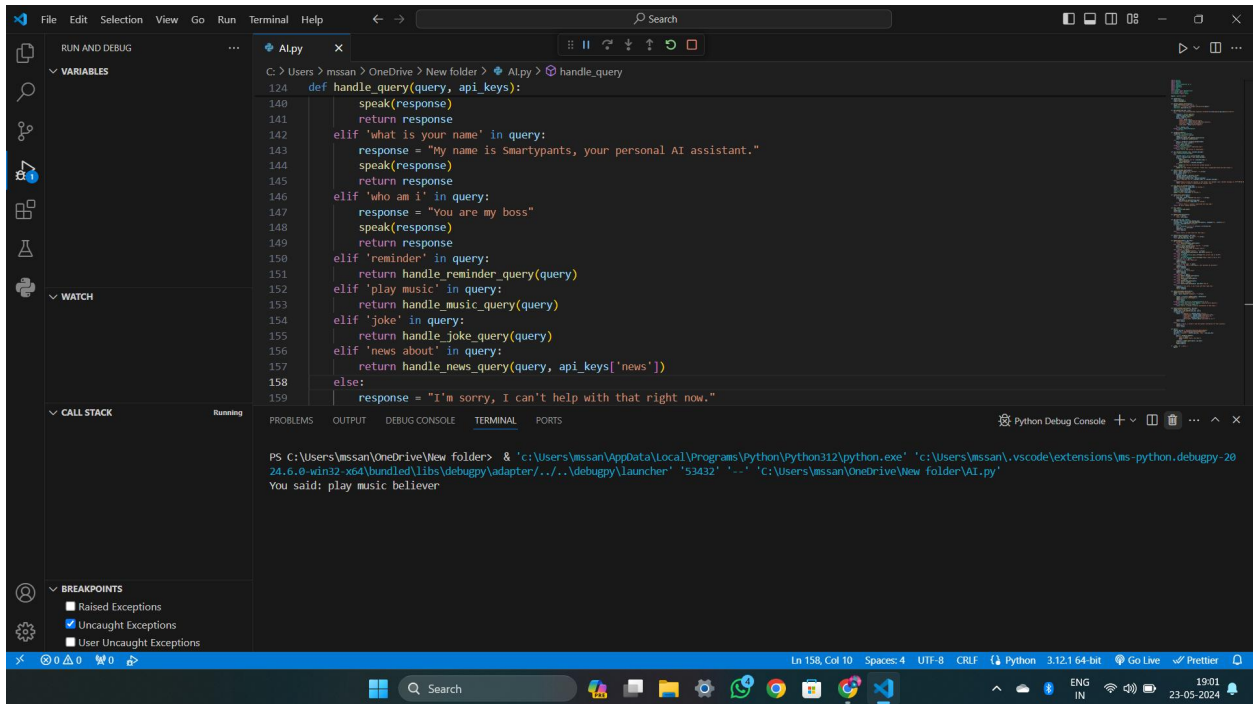 File Edit Selection View Go Run Terminal Help
Search
RUN AND DEBUG
VARIABLES
WATCH
CALL STACK Running
BREAKPOINTS
Raised Exceptions
Uncaught Exceptions
User Uncaught Exceptions
AI.py
C: > Users > mssan > OneDrive > New folder > AI.py > handle_query
124 def handle_query(query, api_keys):
140 speak(response)
141 return response
142 elif 'what is your name' in query:
143 response = "My name is Smartypants, your personal AI assistant."
144 speak(response)
145 return response
146 elif 'who am i' in query:
147 response = "You are my boss"
148 speak(response)
149 return response
150 elif 'reminder' in query:
151 return handle_reminder_query(query)
152 elif 'play music' in query:
153 return handle_music_query(query)
154 elif 'joke' in query:
155 return handle_joke_query(query)
156 elif 'news about' in query:
157 return handle_news_query(query, api_keys['news'])
158 else:
159 response = "I'm sorry, I can't help with that right now."
PROBLEMS OUTPUT DEBUG CONSOLE TERMINAL PORTS
Python Debug Console
PS C:\Users\mssan\OneDrive\New folder> & 'c:\Users\mssan\AppData\Local\Programs\Python\Python312\python.exe' 'c:\Users\mssan\.vscode\extensions\ms-python.debugpy-20
24.6.0-win32-x64\bundled\libs\debugpy\adapter/../..\debugpy\launcher' '53432' '--' 'C:\Users\mssan\OneDrive\New folder\AI.py'
You said: play music believer
0 0 0 Ln 158, Col 10 Spaces: 4 UTF-8 CRLF Python 3.12.1 64-bit Go Live Prettier
Search
ENG
IN
19:01
23-05-2024